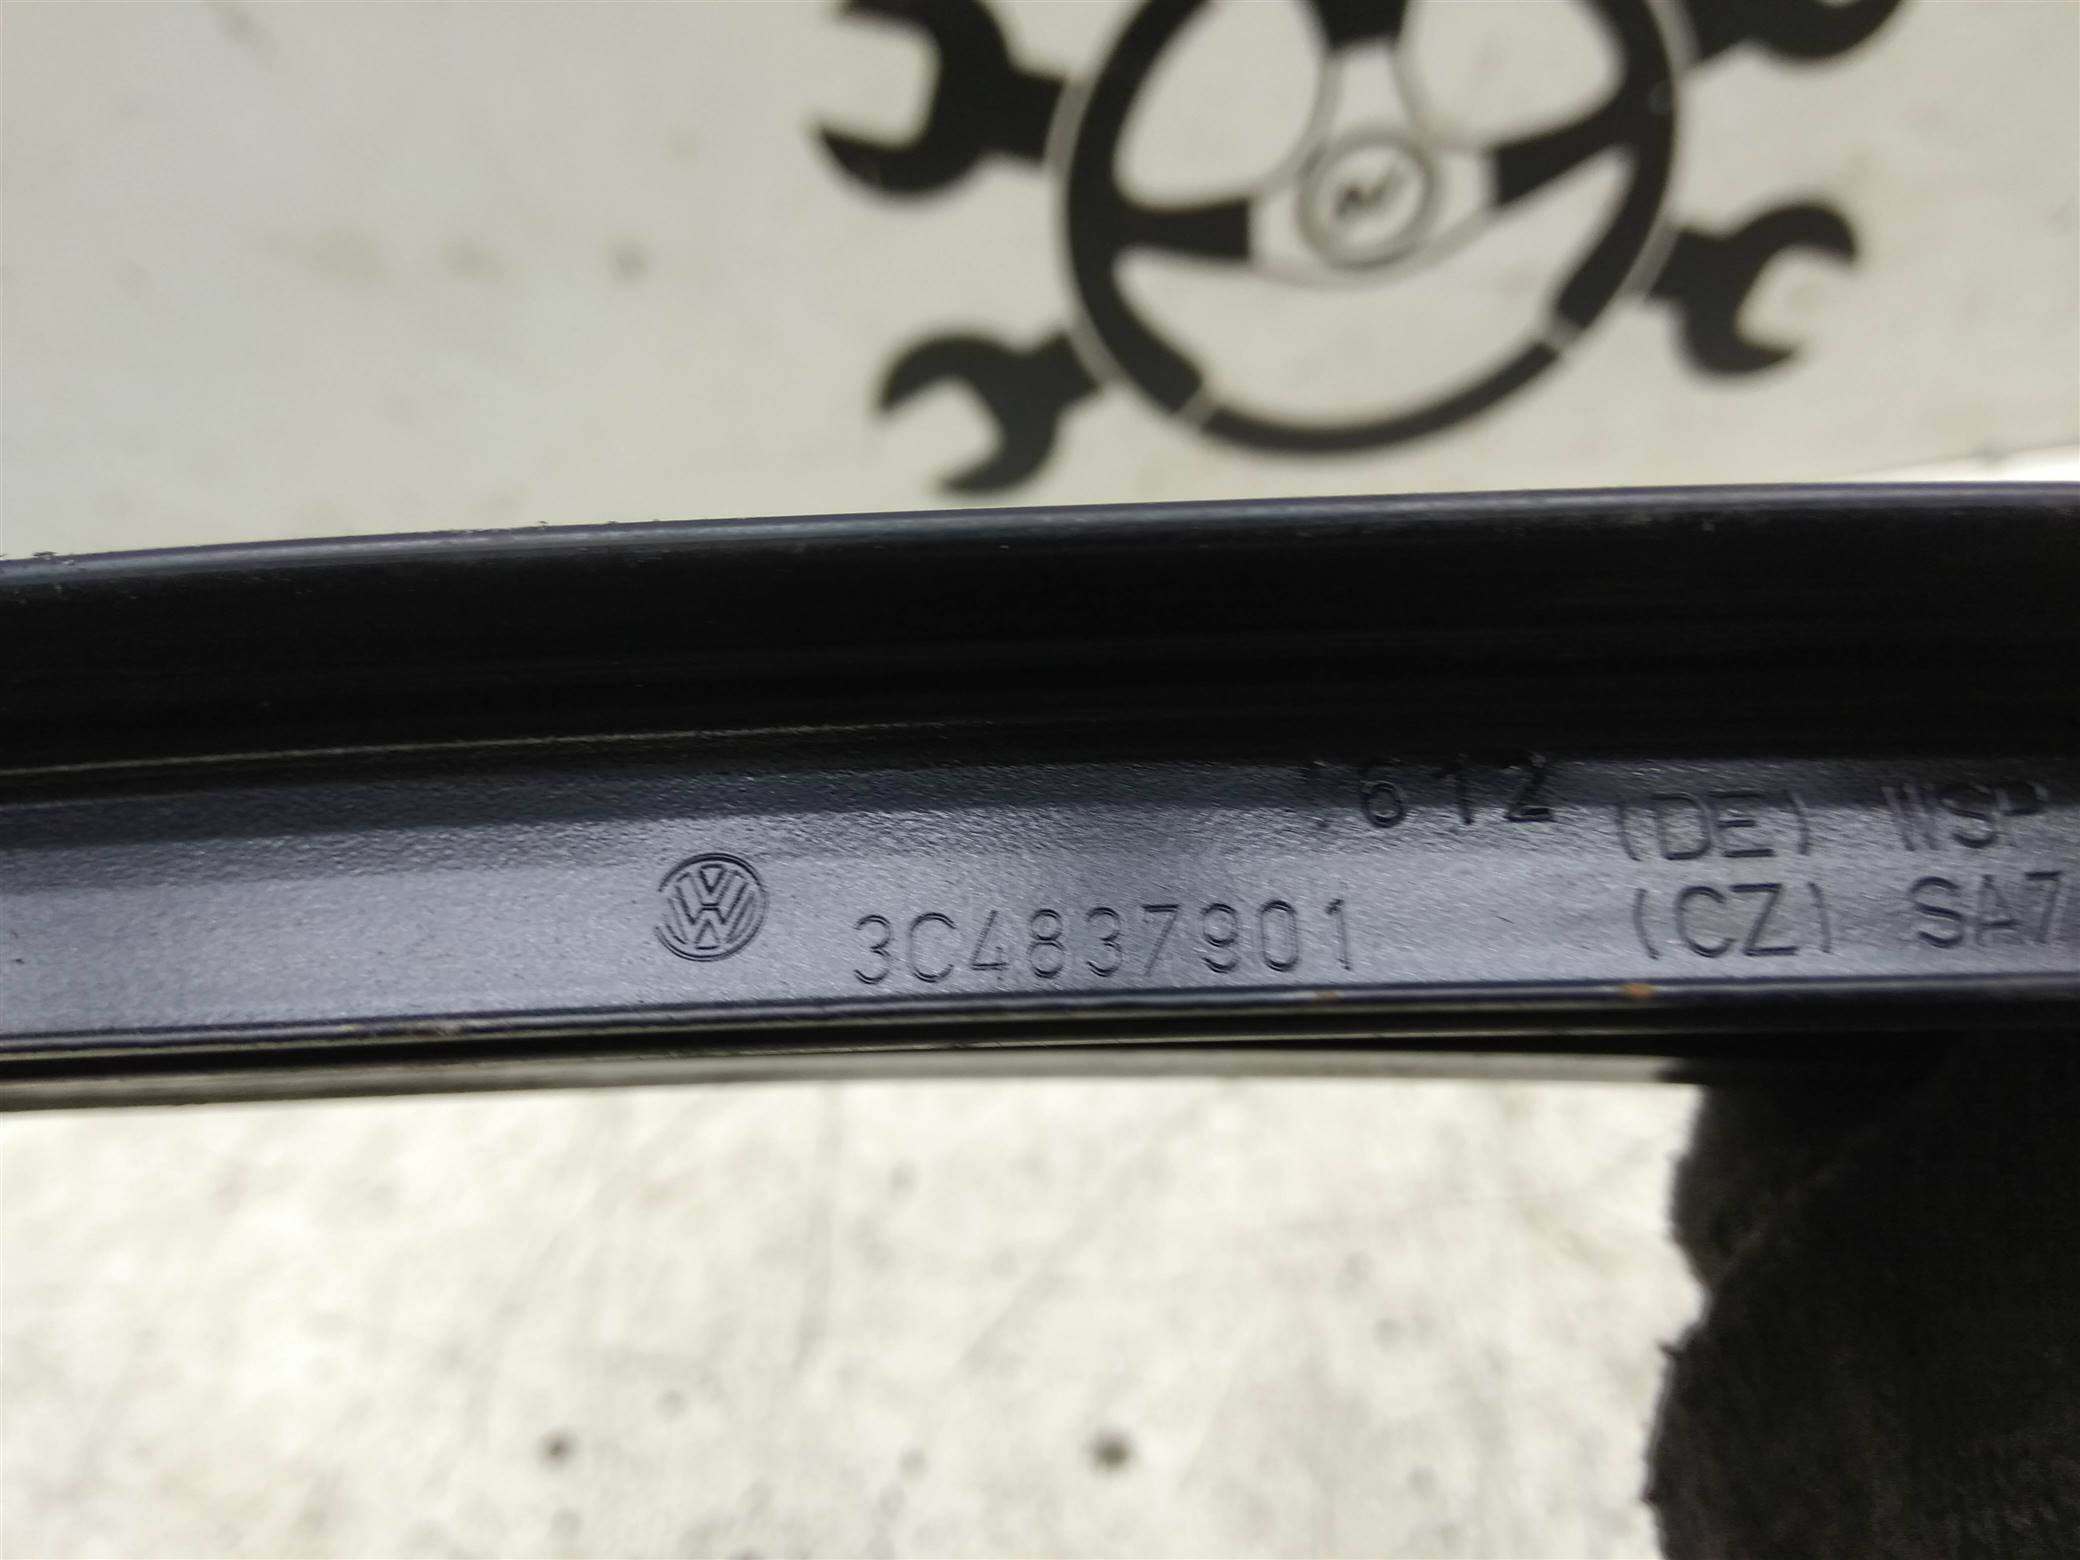 612
(DE) WSP
3C4837901
(CZ) SA7